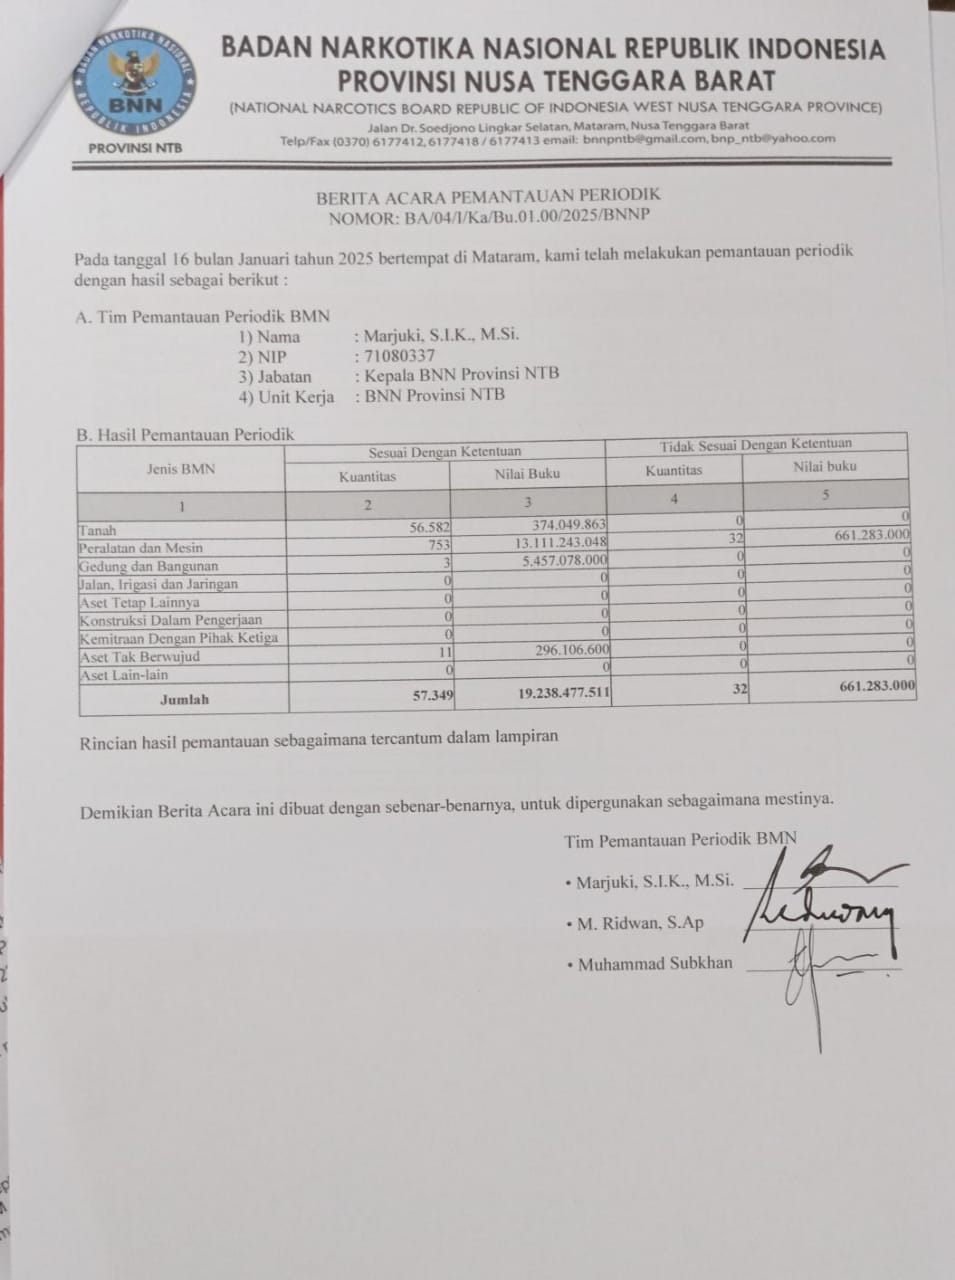 BADAN NARKOTIKA NASIONAL
REPUBLIK INDONESIA
BNN
PROVINSI NTB
BADAN NARKOTIKA NASIONAL REPUBLIK INDONESIA
PROVINSI NUSA TENGGARA BARAT
(NATIONAL NARCOTICS BOARD REPUBLIC OF INDONESIA WEST NUSA TENGGARA PROVINCE)
Jalan Dr. Soedjono Lingkar Selatan, Mataram, Nusa Tenggara Barat
Telp/Fax (0370) 6177412, 6177418 / 6177413 email: bnnpntb@gmail.com, bnp_ntb@yahoo.com
BERITA ACARA PEMANTAUAN PERIODIK
NOMOR: BA/04/I/Ka/Bu.01.00/2025/BNNP
Pada tanggal 16 bulan Januari tahun 2025 bertempat di Mataram, kami telah melakukan pemantauan periodik
dengan hasil sebagai berikut :
A. Tim Pemantauan Periodik BMN
1) Nama : Marjuki, S.I.K., M.Si.
2) NIP : 71080337
3) Jabatan : Kepala BNN Provinsi NTB
4) Unit Kerja : BNN Provinsi NTB
B. Hasil Pemantauan Periodik
Jenis BMN Sesuai Dengan Ketentuan Tidak Sesuai Dengan Ketentuan
Kuantitas Nilai Buku Kuantitas Nilai buku
1 2 3 4 5
Tanah 56.582 374.049.863 0 0
Peralatan dan Mesin 753 13.111.243.048 32 661.283.000
Gedung dan Bangunan 3 5.457.078.000 0 0
Jalan, Irigasi dan Jaringan 0 0 0 0
Aset Tetap Lainnya 0 0 0 0
Konstruksi Dalam Pengerjaan 0 0 0 0
Kemitraan Dengan Pihak Ketiga 0 0 0 0
Aset Tak Berwujud 11 296.106.600 0 0
Aset Lain-lain 0 0 0 0
Jumlah 57.349 19.238.477.511 32 661.283.000
Rincian hasil pemantauan sebagaimana tercantum dalam lampiran
Demikian Berita Acara ini dibuat dengan sebenar-benarnya, untuk dipergunakan sebagaimana mestinya.
Tim Pemantauan Periodik BMN
• Marjuki, S.I.K., M.Si.
• M. Ridwan, S.Ap
• Muhammad Subkhan